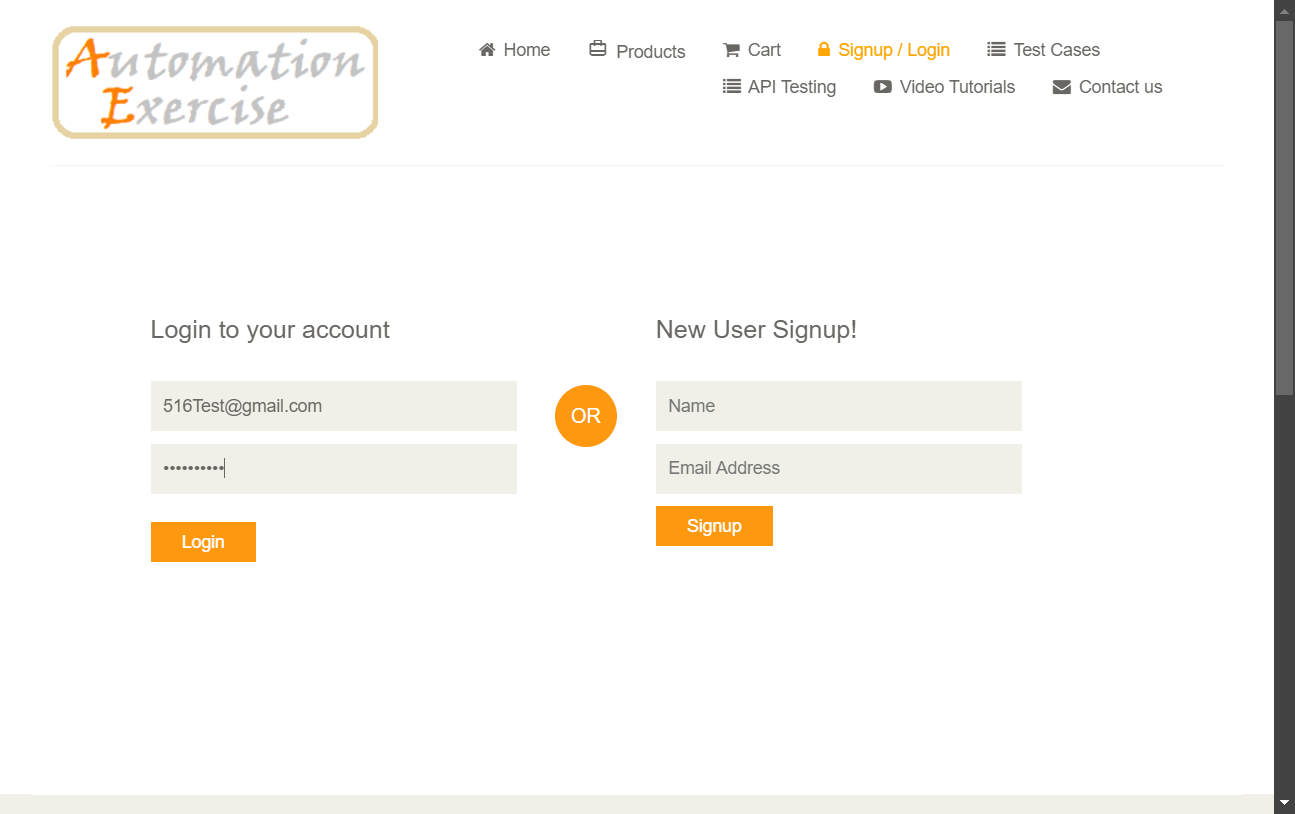 Automation
Exercise
Home Products Cart Signup / Login Test Cases
API Testing Video Tutorials Contact us
Login to your account
516Test@gmail.com
••••••••••
Login
OR
New User Signup!
Name
Email Address
Signup